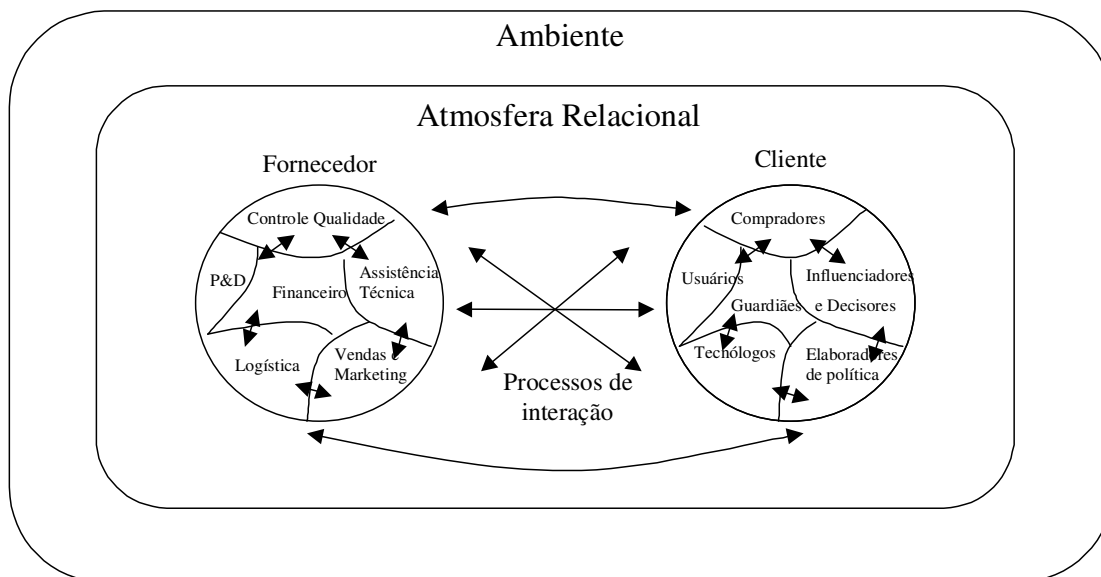 Ambiente
Atmosfera Relacional
Fornecedor
Cliente
Controle Qualidade
P&D
Financeiro
Assistência
Técnica
Logística
Vendas e
Marketing
Processos de
interação
Compradores
Usuários
Influenciadores
Guardiães e Decisores
Techólogos
Elaboradores
de política